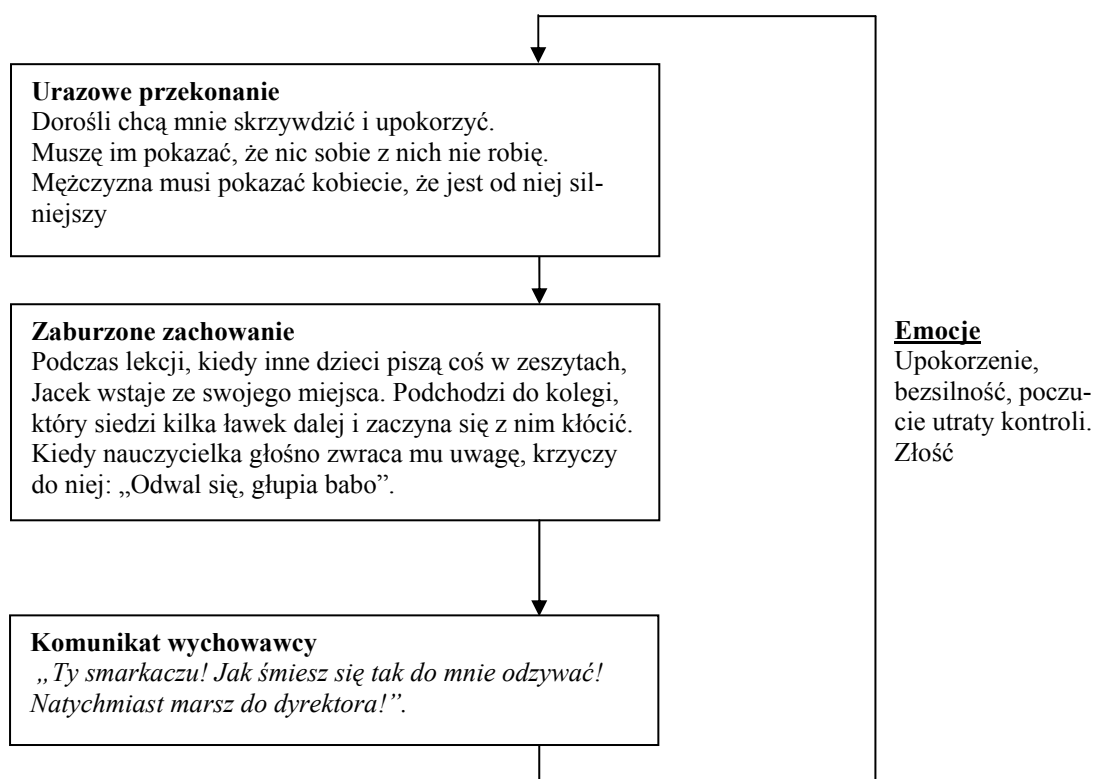 Urazowe przekonanie
Dorośli chcą mnie skrzywdzić i upokorzyć.
Muszę im pokazać, że nic sobie z nich nie robię.
Mężczyzna musi pokazać kobiecie, że jest od niej sil-
niejszy
Zaburzone zachowanie
Podczas lekcji, kiedy inne dzieci piszą coś w zeszytach,
Jacek wstaje ze swojego miejsca. Podchodzi do kolegi,
który siedzi kilka ławek dalej i zaczyna się z nim kłócić.
Kiedy nauczycielka głośno zwraca mu uwagę, krzyczy
do niej: „Odwal się, głupia babo”.
Emocje
Upokorzenie,
bezsilność, poczu-
cie utraty kontroli.
Złość
Komunikat wychowawcy
„Ty smarkaczu! Jak śmiesz się tak do mnie odzywać!
Natychmiast marsz do dyrektora!”.